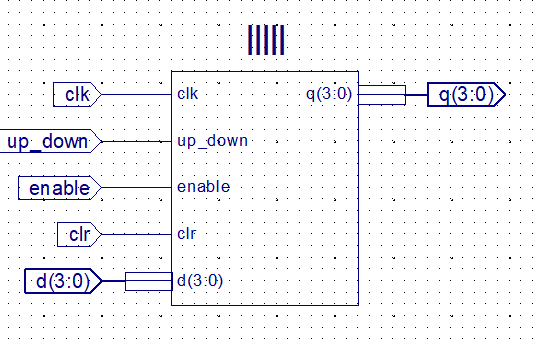 clk
clk
q(3:0)
q(3:0)
up_down
up_down
enable
enable
clr
clr
d(3:0)
d(3:0)